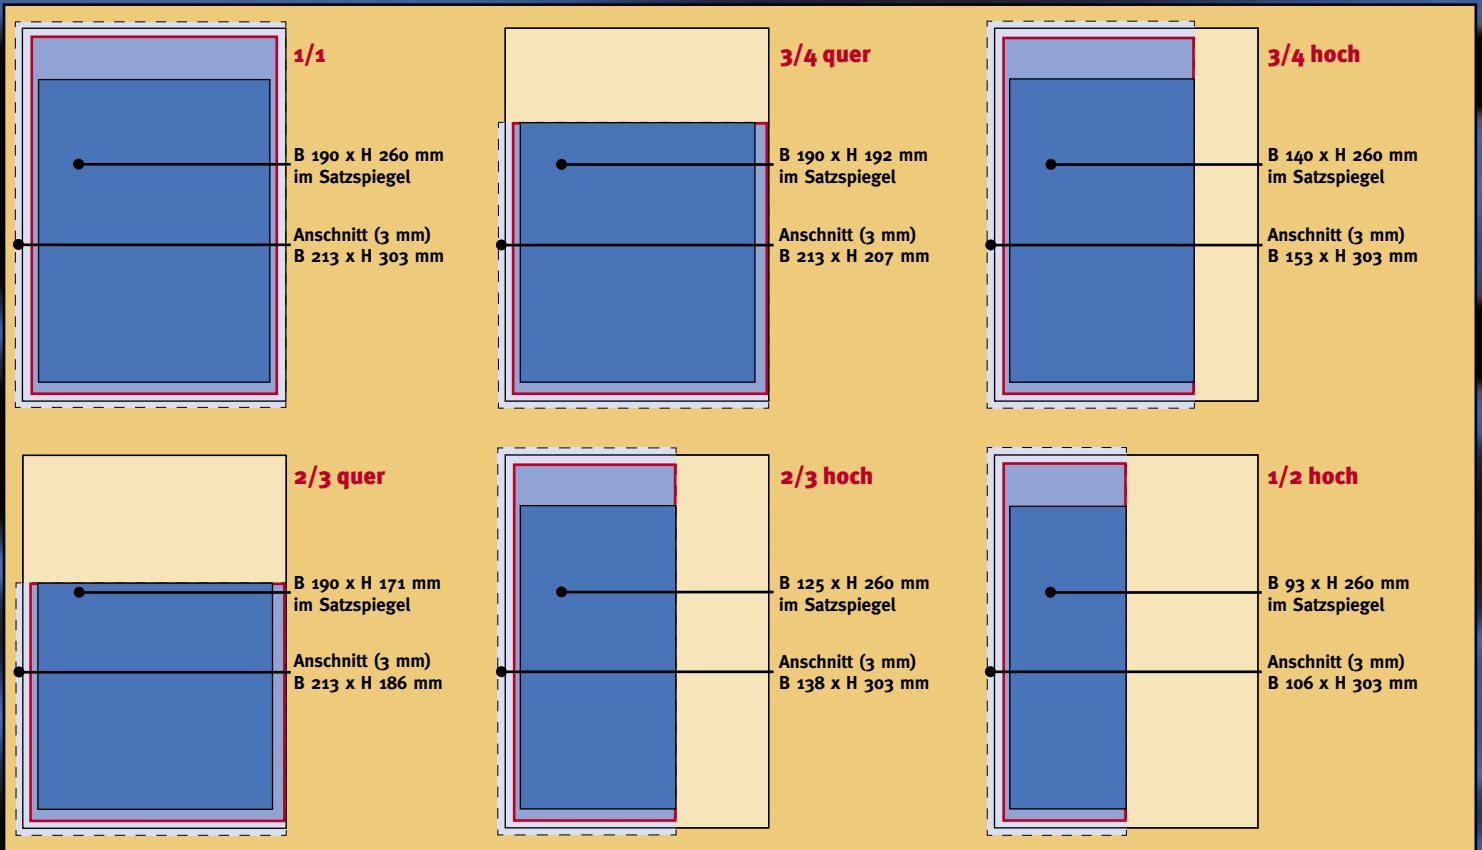 1/1
B 190 x H 260 mm
im Satzspiegel
Anschnitt (3 mm)
B 213 x H 303 mm
3/4 quer
B 190 x H 192 mm
im Satzspiegel
Anschnitt (3 mm)
B 213 x H 207 mm
3/4 hoch
B 140 x H 260 mm
im Satzspiegel
Anschnitt (3 mm)
B 153 x H 303 mm
2/3 quer
B 190 x H 171 mm
im Satzspiegel
Anschnitt (3 mm)
B 213 x H 186 mm
2/3 hoch
B 125 x H 260 mm
im Satzspiegel
Anschnitt (3 mm)
B 138 x H 303 mm
1/2 hoch
B 93 x H 260 mm
im Satzspiegel
Anschnitt (3 mm)
B 106 x H 303 mm